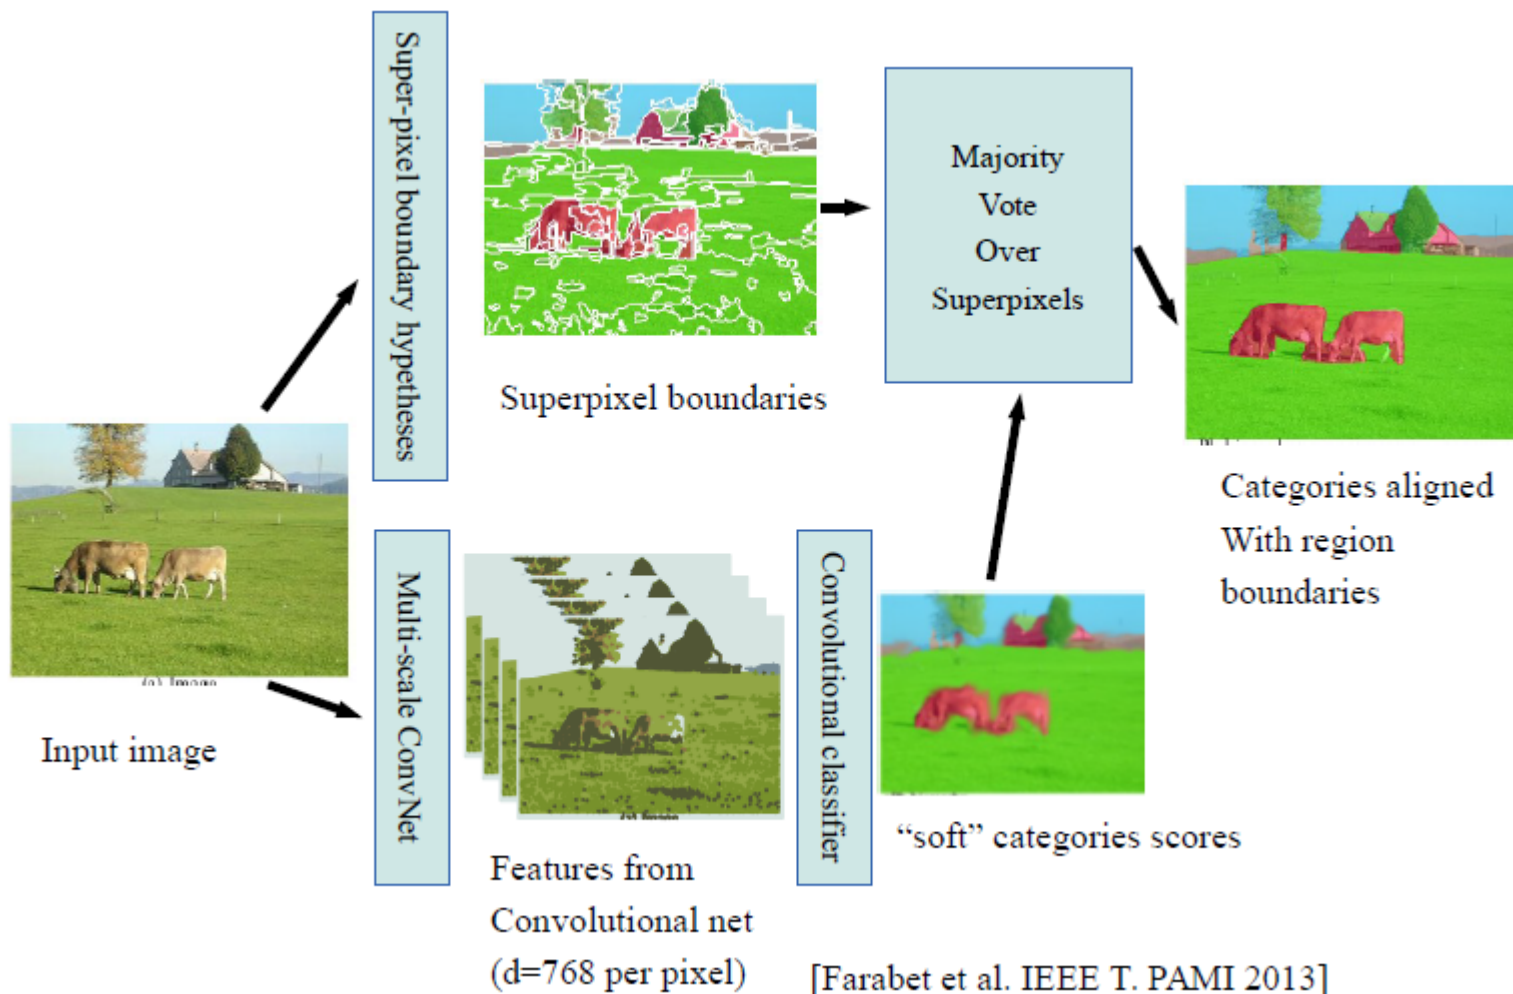 Super-pixel boundary hypetheses
Superpixel boundaries
Majority
Vote
Over
Superpixels
Categories aligned
With region
boundaries
Input image
Multi-scale ConvNet
Features from
Convolutional net
(d=768 per pixel)
Convolutional classifier
“soft” categories scores
[Farabet et al. IEEE T. PAMI 2013]